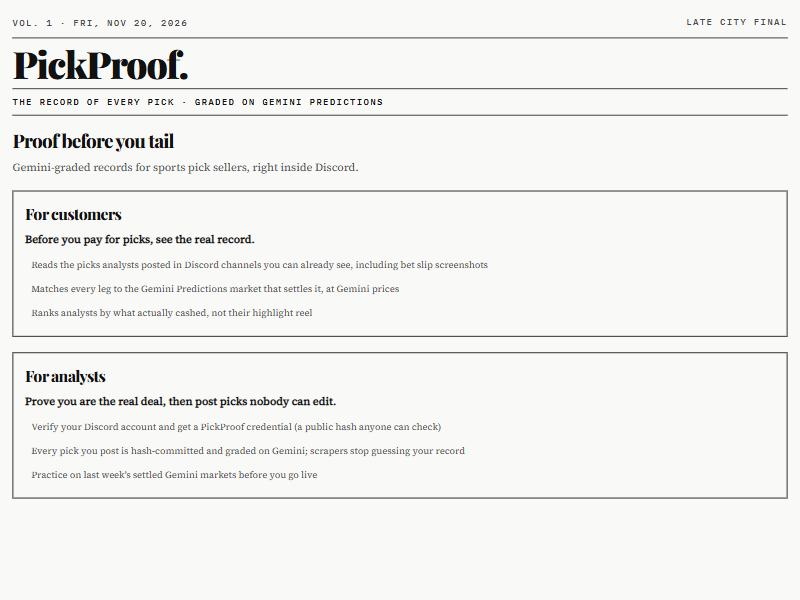 VOL. 1 · FRI, NOV 20, 2026
LATE CITY FINAL
PickProof.
THE RECORD OF EVERY PICK · GRADED ON GEMINI PREDICTIONS
Proof before you tail
Gemini-graded records for sports pick sellers, right inside Discord.
For customers
Before you pay for picks, see the real record.
Reads the picks analysts posted in Discord channels you can already see, including bet slip screenshots
Matches every leg to the Gemini Predictions market that settles it, at Gemini prices
Ranks analysts by what actually cashed, not their highlight reel
For analysts
Prove you are the real deal, then post picks nobody can edit.
Verify your Discord account and get a PickProof credential (a public hash anyone can check)
Every pick you post is hash-committed and graded on Gemini; scrapers stop guessing your record
Practice on last week's settled Gemini markets before you go live